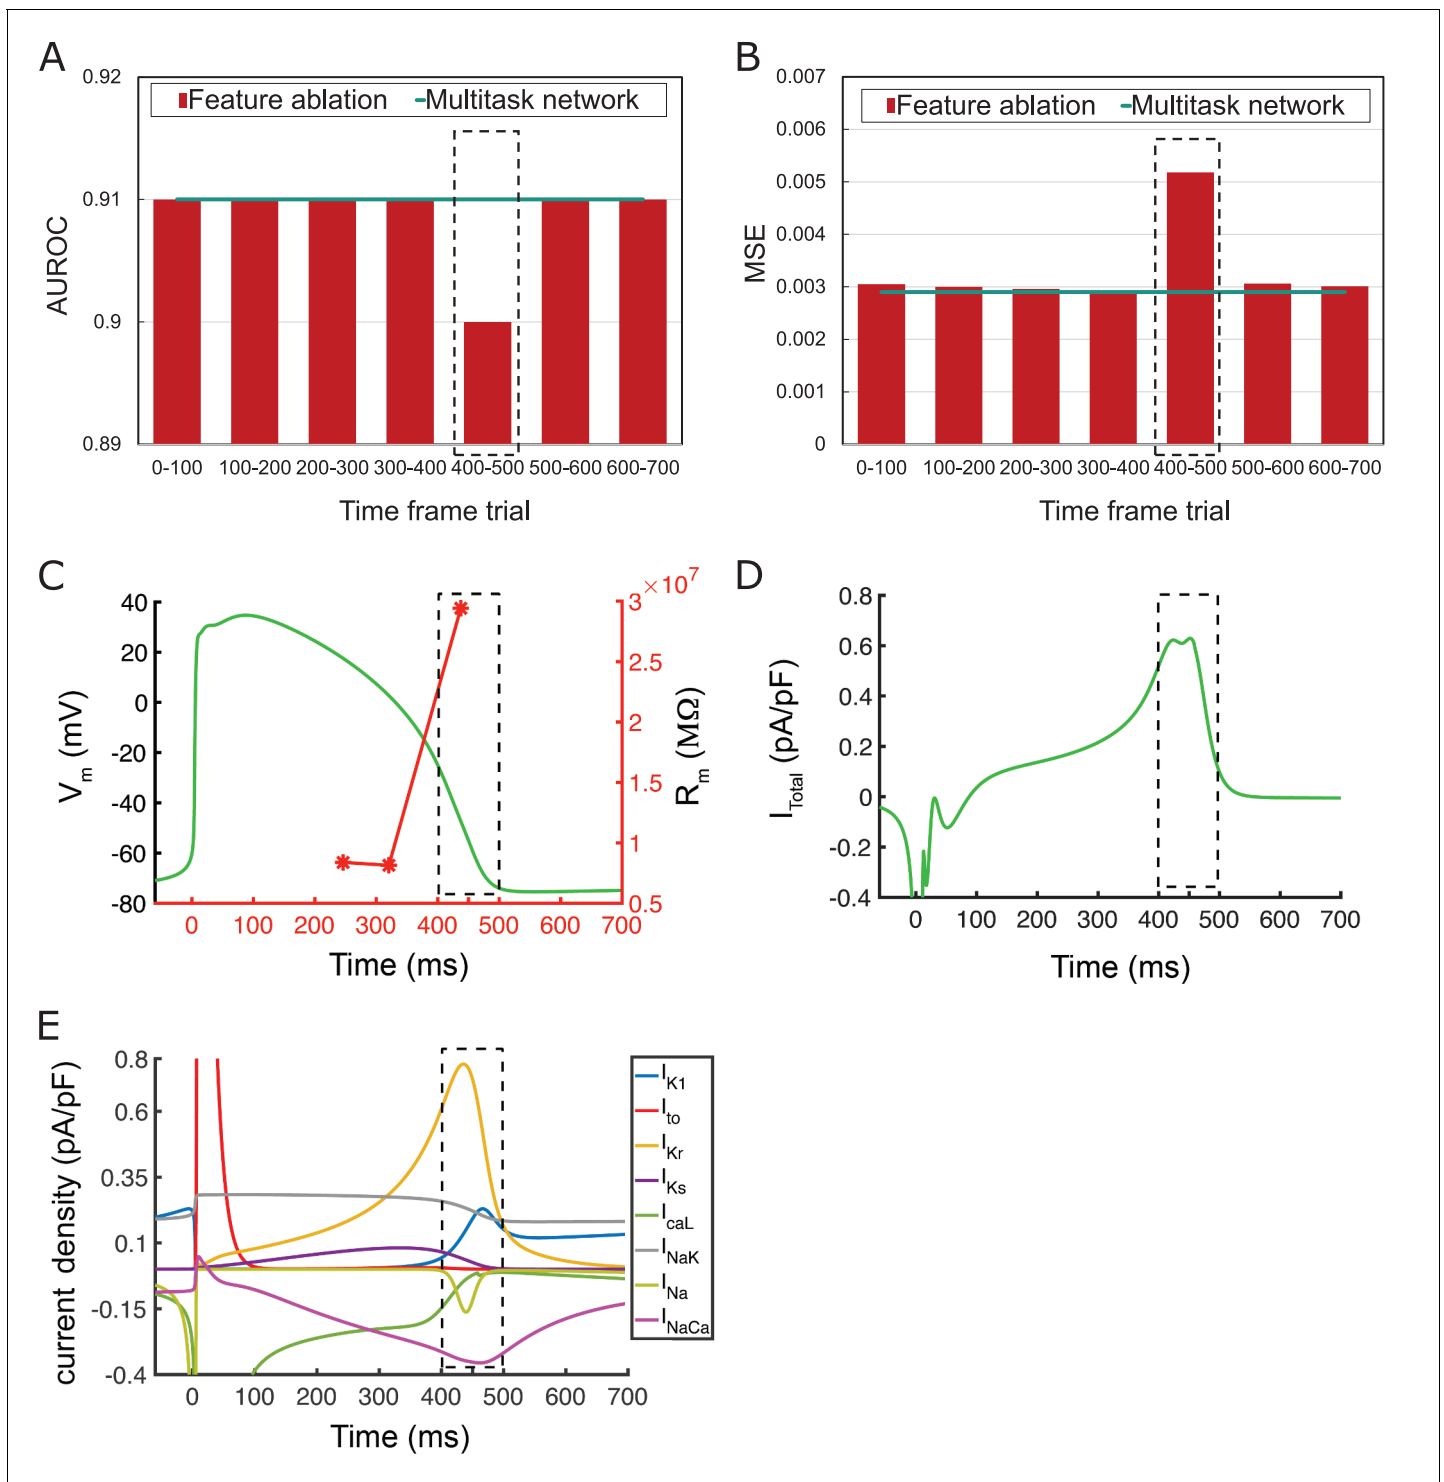 A
0.92
0.91
0.9
0.89
AUROC
Feature ablation
Multitask network
0-100
100-200
200-300
300-400
400-500
500-600
600-700
Time frame trial
B
0.007
0.006
0.005
0.004
0.003
0.002
0.001
0
MSE
Feature ablation
Multitask network
0-100
100-200
200-300
300-400
400-500
500-600
600-700
Time frame trial
C
40
20
0
-20
-40
-60
-80
Vm (mV)
3×10^7
2.5
2
1.5
1
0.5
Rm (MΩ)
0 100 200 300 400 500 600 700
Time (ms)
D
0.8
0.6
0.4
0.2
0
-0.2
-0.4
ITotal (pA/pF)
0 100 200 300 400 500 600 700
Time (ms)
E
0.8
0.6
0.35
0.1
-0.15
-0.4
current density (pA/pF)
IK1
Ito
IKr
IKs
IcaL
INaK
INa
INaCa
0 100 200 300 400 500 600 700
Time (ms)